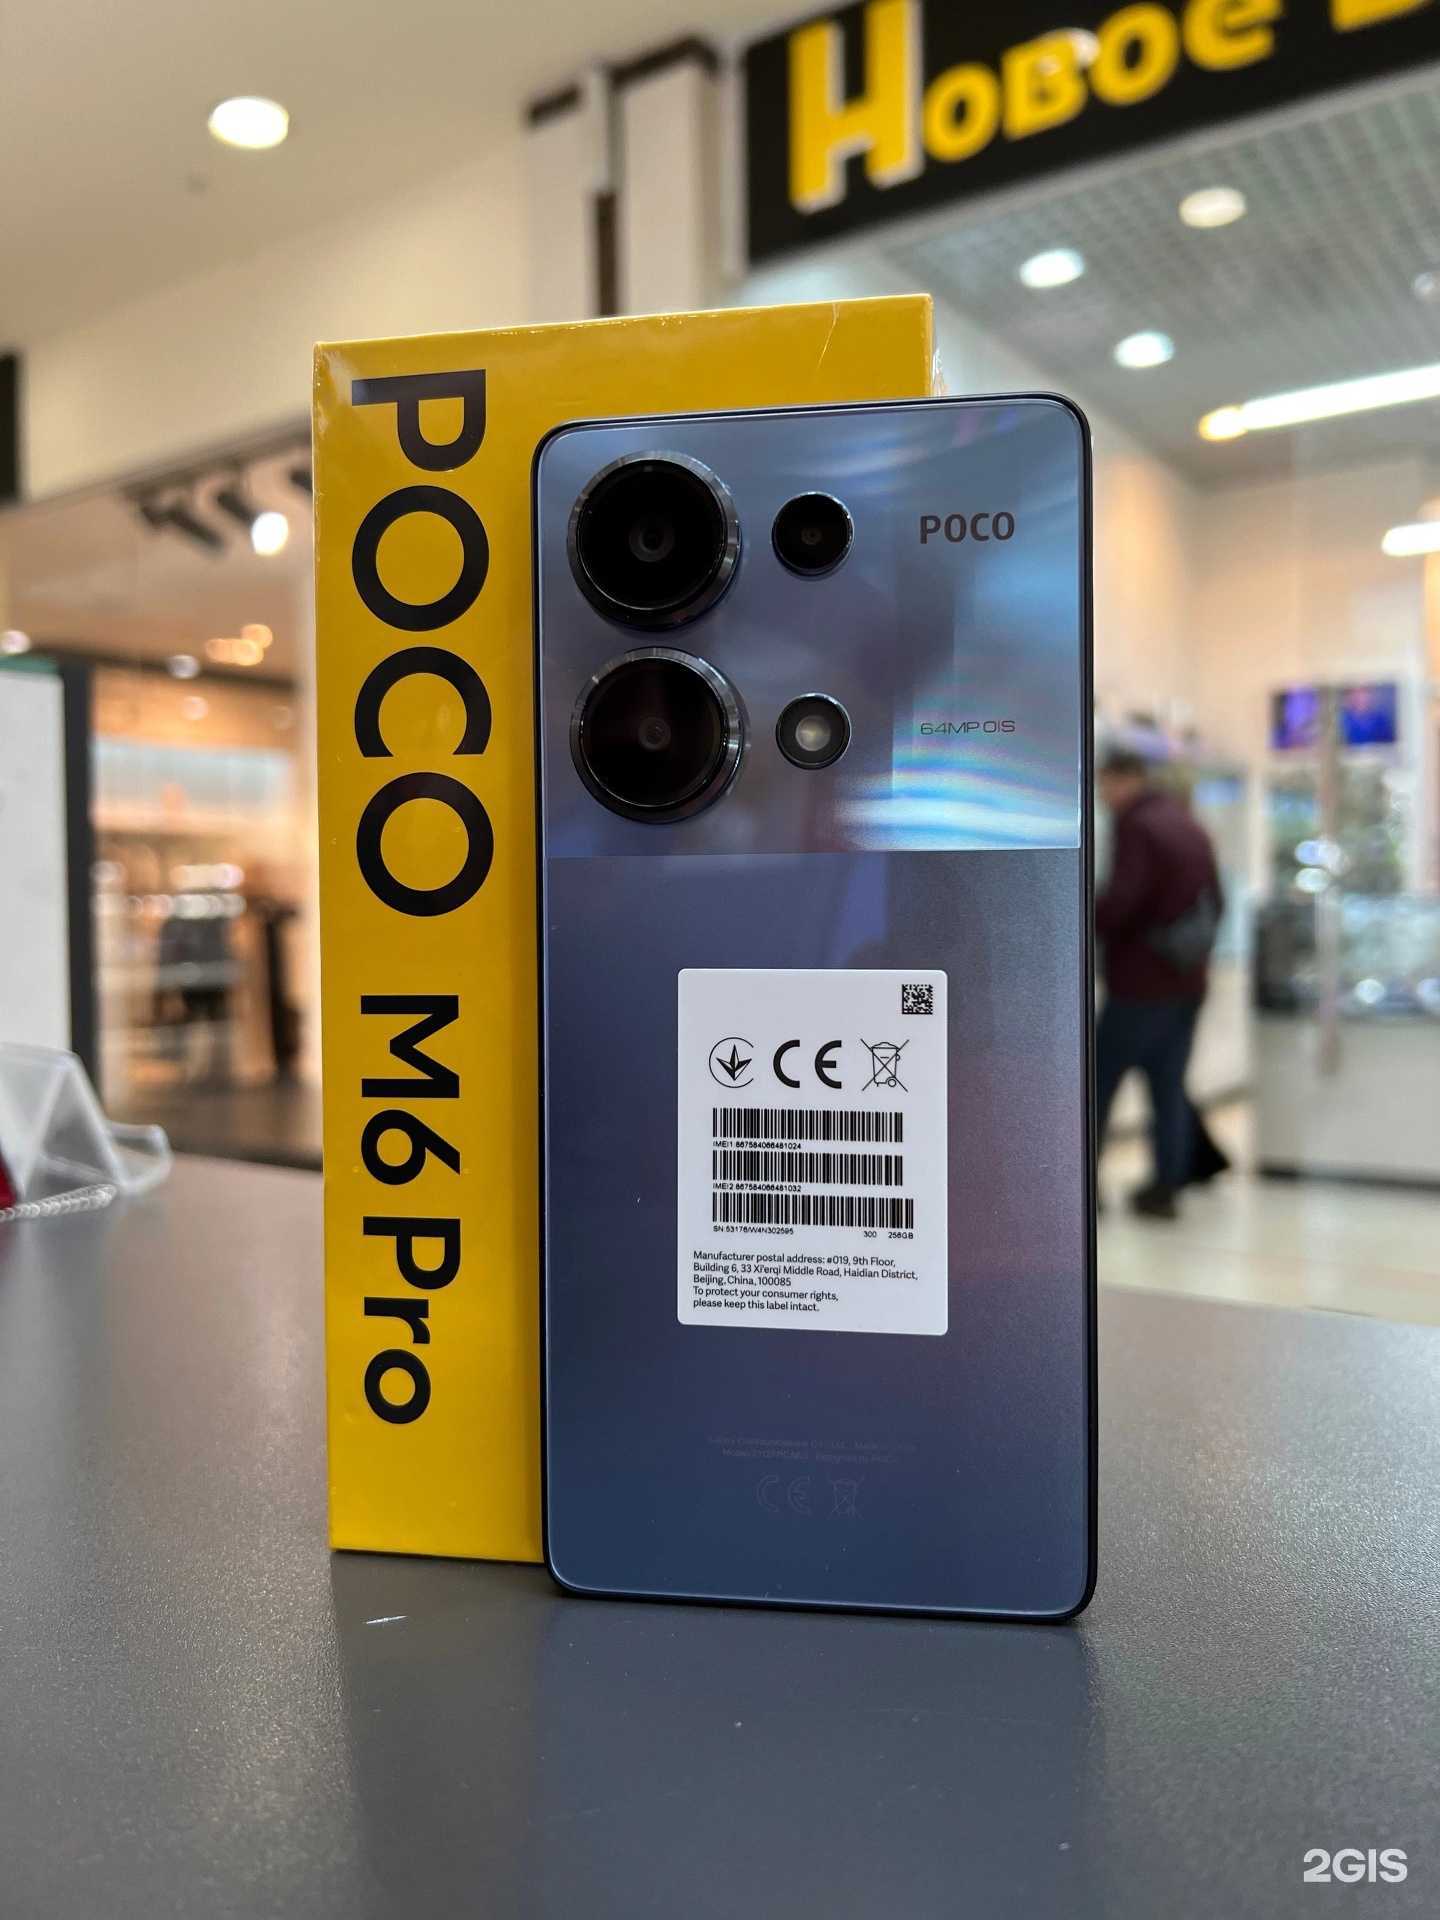 Новое
POCO M6 Pro
POCO
64MP OIS
CE
IMEI1 867584066481024
IMEI2 867584066481032
SN:53176/W4N302595 300 256GB
Manufacturer postal address: #019, 9th Floor,
Building 6, 33 Xi'erqi Middle Road, Haidian District,
Beijing, China, 100085
To protect your consumer rights,
please keep this label intact.
CE
2GIS